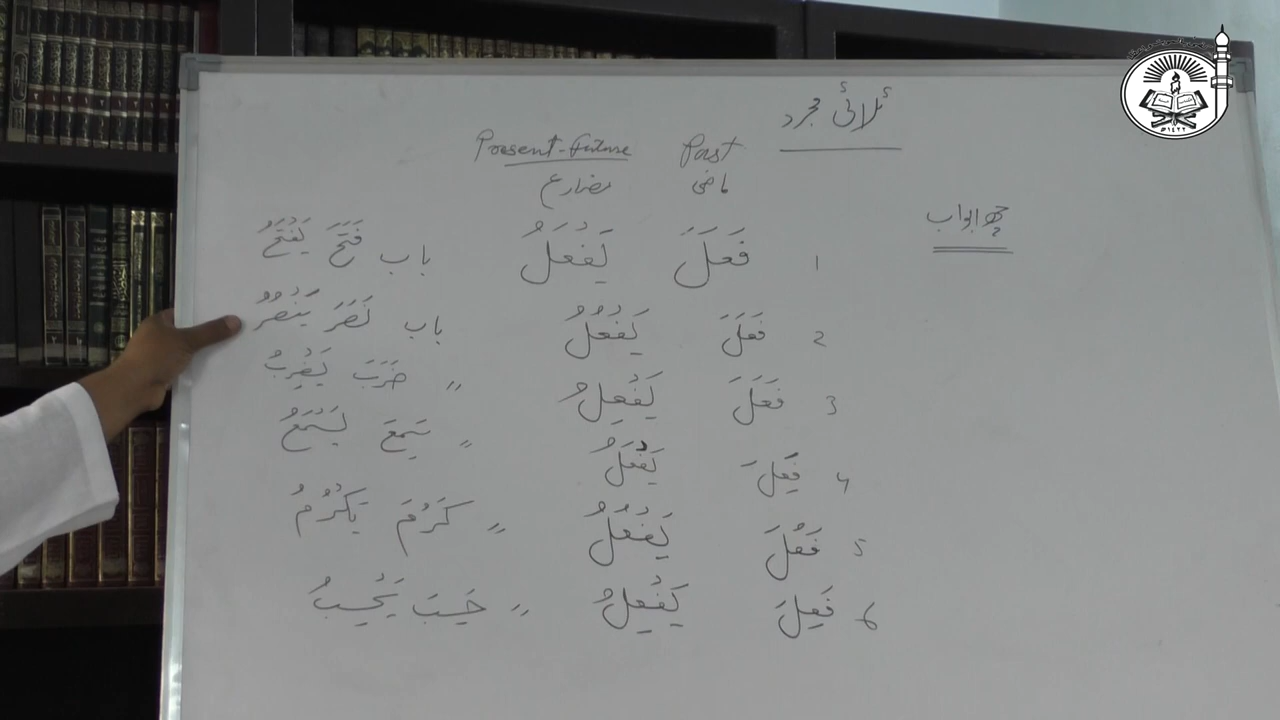 ثلاثی مجرد
Past Present-Future
ماضی مضارع
چھ ابواب
1 فَعَلَ يَفْعَلُ باب فَتَحَ يَفْتَحُ
2 فَعَلَ يَفْعُلُ باب نَصَرَ يَنْصُرُ
3 فَعَلَ يَفْعِلُ 〃 ضَرَبَ يَضْرِبُ
4 فَعِلَ يَفْعَلُ 〃 سَمِعَ يَسْمَعُ
5 فَعُلَ يَفْعُلُ 〃 كَرُمَ يَكْرُمُ
6 فَعِلَ يَفْعِلُ 〃 حَسِبَ يَحْسِبُ